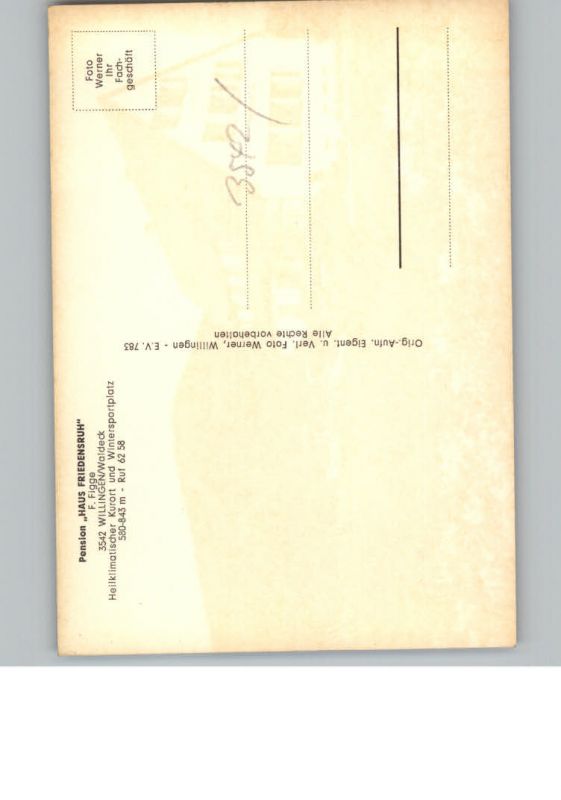 Pension „HAUS FRIEDENSRUH"
F. Figge
3542 WILLINGEN/Waldeck
Heilklimatischer Kurort und Wintersportplatz
580-843 m - Ruf 62 58
Orig.-Aufn. Eigent. u. Verl. Foto Werner, Willingen - E.V. 783
Alle Rechte vorbehalten
Foto
Werner
Ihr
Fach-
geschäft
3542